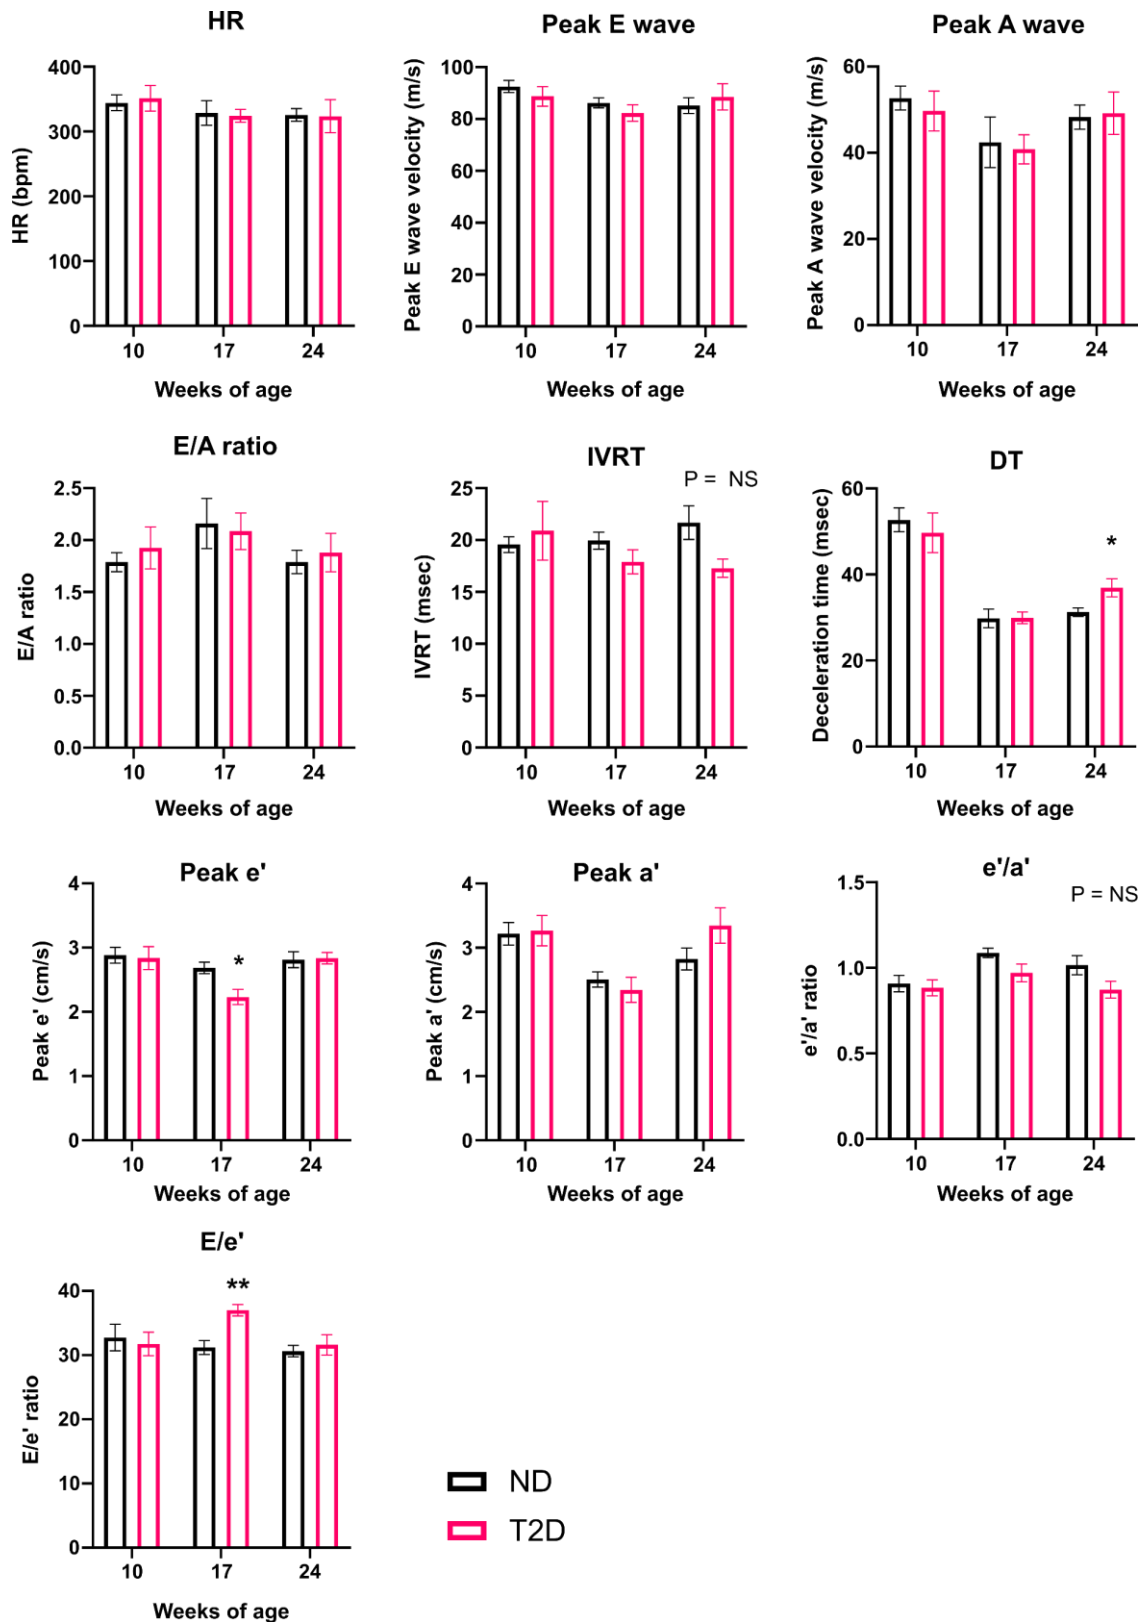 HR
HR (bpm)
400
300
200
100
0
10 17 24
Weeks of age
Peak E wave
Peak E wave velocity (m/s)
100
80
60
40
20
0
10 17 24
Weeks of age
Peak A wave
Peak A wave velocity (m/s)
60
40
20
0
10 17 24
Weeks of age
E/A ratio
E/A ratio
2.5
2.0
1.5
1.0
0.5
0.0
10 17 24
Weeks of age
IVRT
P = NS
IVRT (msec)
25
20
15
10
5
0
10 17 24
Weeks of age
DT
Deceleration time (msec)
60
40
20
0
*
10 17 24
Weeks of age
Peak e'
Peak e' (cm/s)
4
3
2
1
0
*
10 17 24
Weeks of age
Peak a'
Peak a' (cm/s)
4
3
2
1
0
10 17 24
Weeks of age
e'/a'
P = NS
e'/a' ratio
1.5
1.0
0.5
0.0
10 17 24
Weeks of age
E/e'
E/e' ratio
40
30
20
10
0
**
10 17 24
Weeks of age
ND
T2D